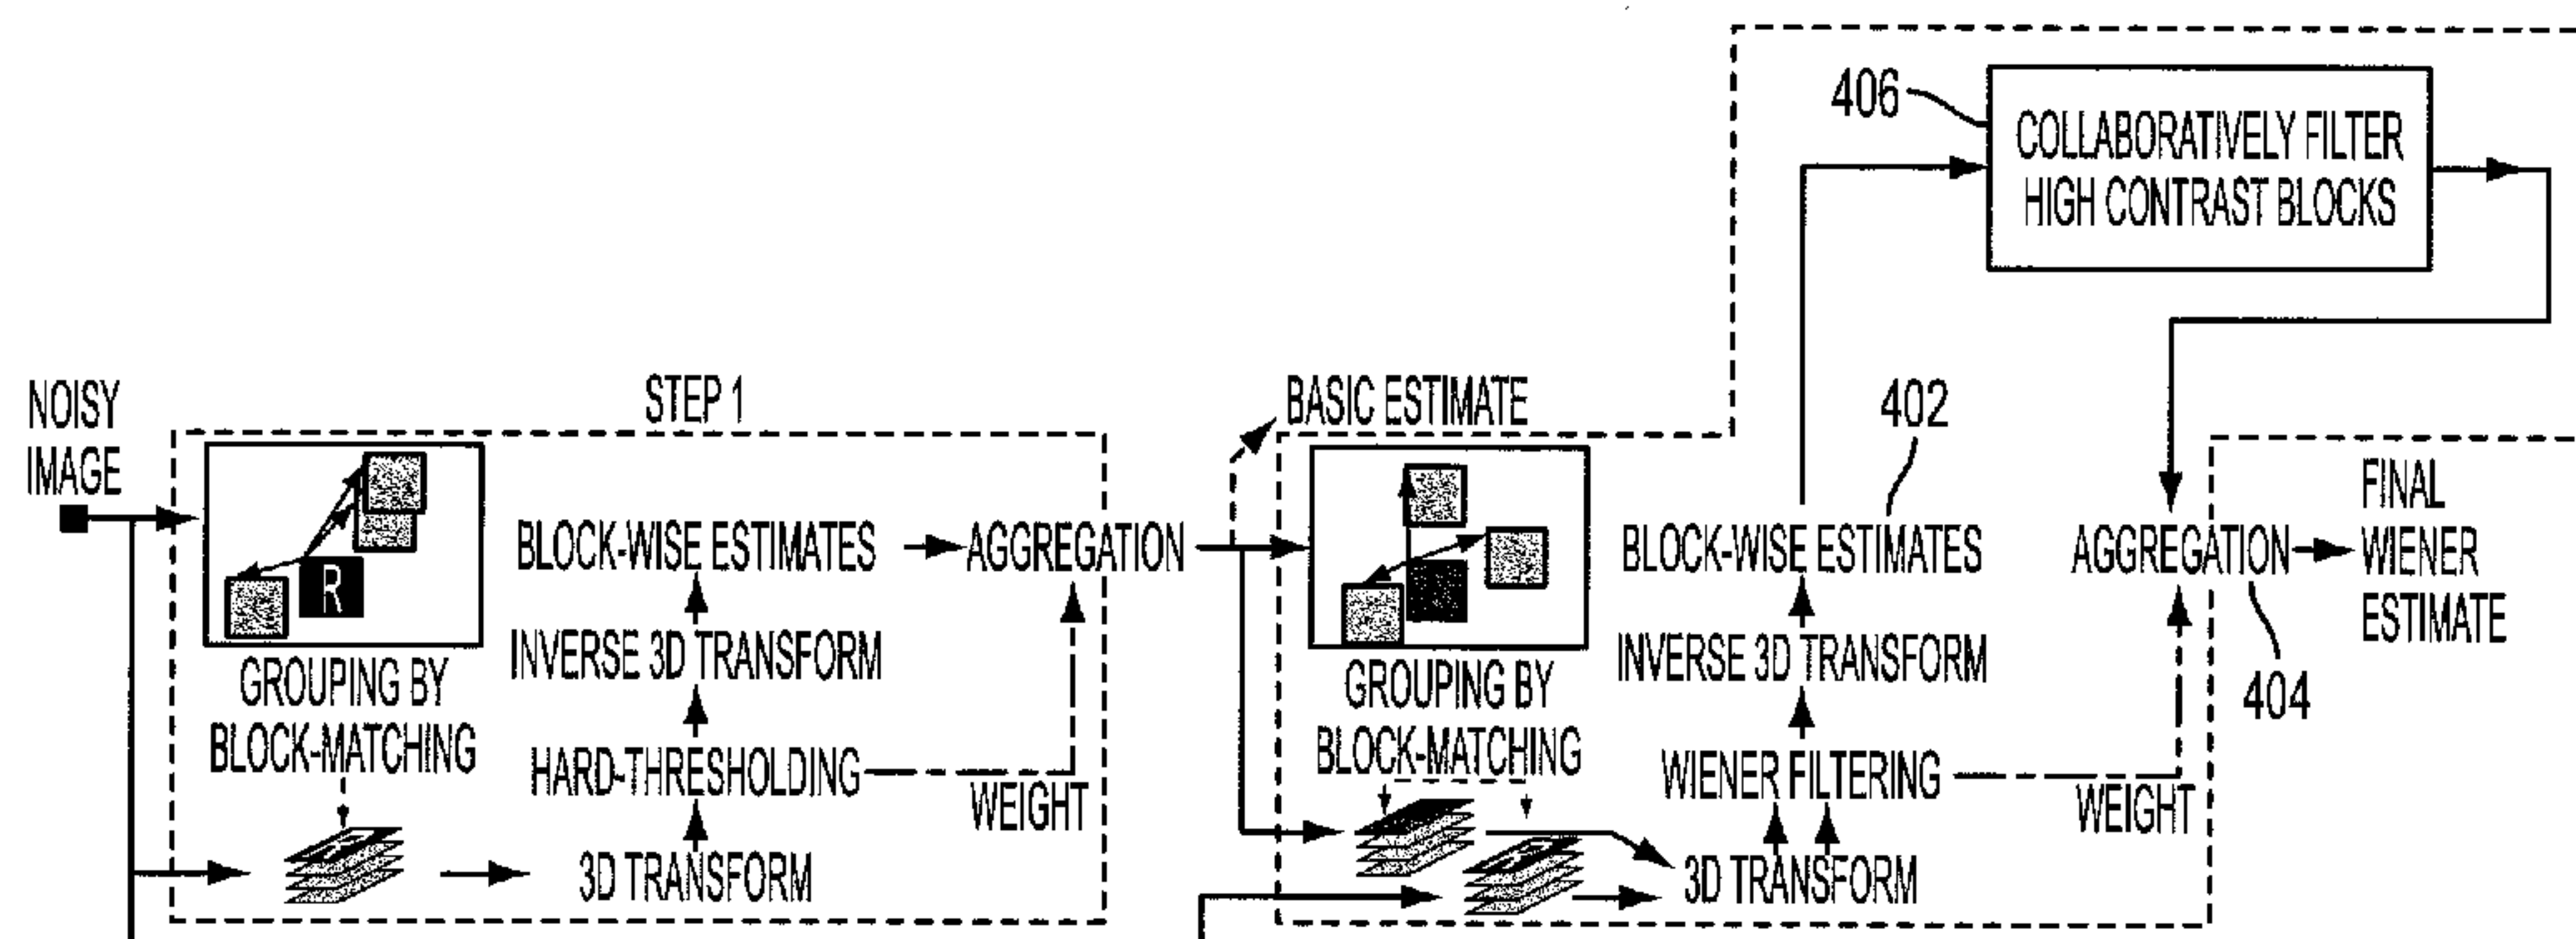 406
COLLABORATIVELY FILTER
HIGH CONTRAST BLOCKS
NOISY
IMAGE
STEP 1
R
GROUPING BY
BLOCK-MATCHING
BLOCK-WISE ESTIMATES
AGGREGATION
INVERSE 3D TRANSFORM
HARD-THRESHOLDING
WEIGHT
3D TRANSFORM
BASIC ESTIMATE
402
GROUPING BY
BLOCK-MATCHING
BLOCK-WISE ESTIMATES
INVERSE 3D TRANSFORM
WIENER FILTERING
WEIGHT
3D TRANSFORM
AGGREGATION
404
FINAL
WIENER
ESTIMATE